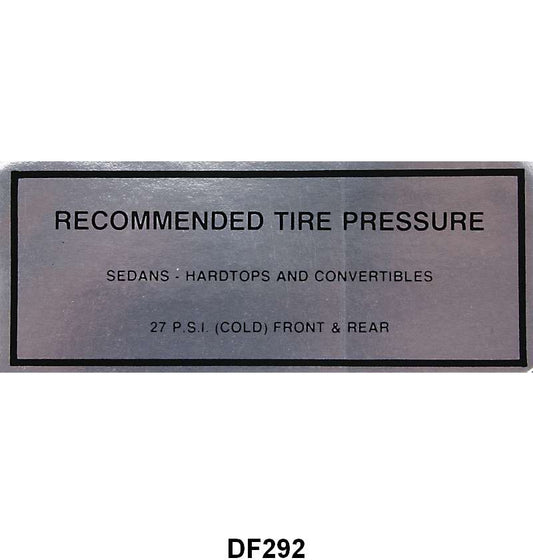 RECOMMENDED TIRE PRESSURE
SEDANS - HARDTOPS AND CONVERTIBLES
27 P.S.I. (COLD) FRONT & REAR
DF292